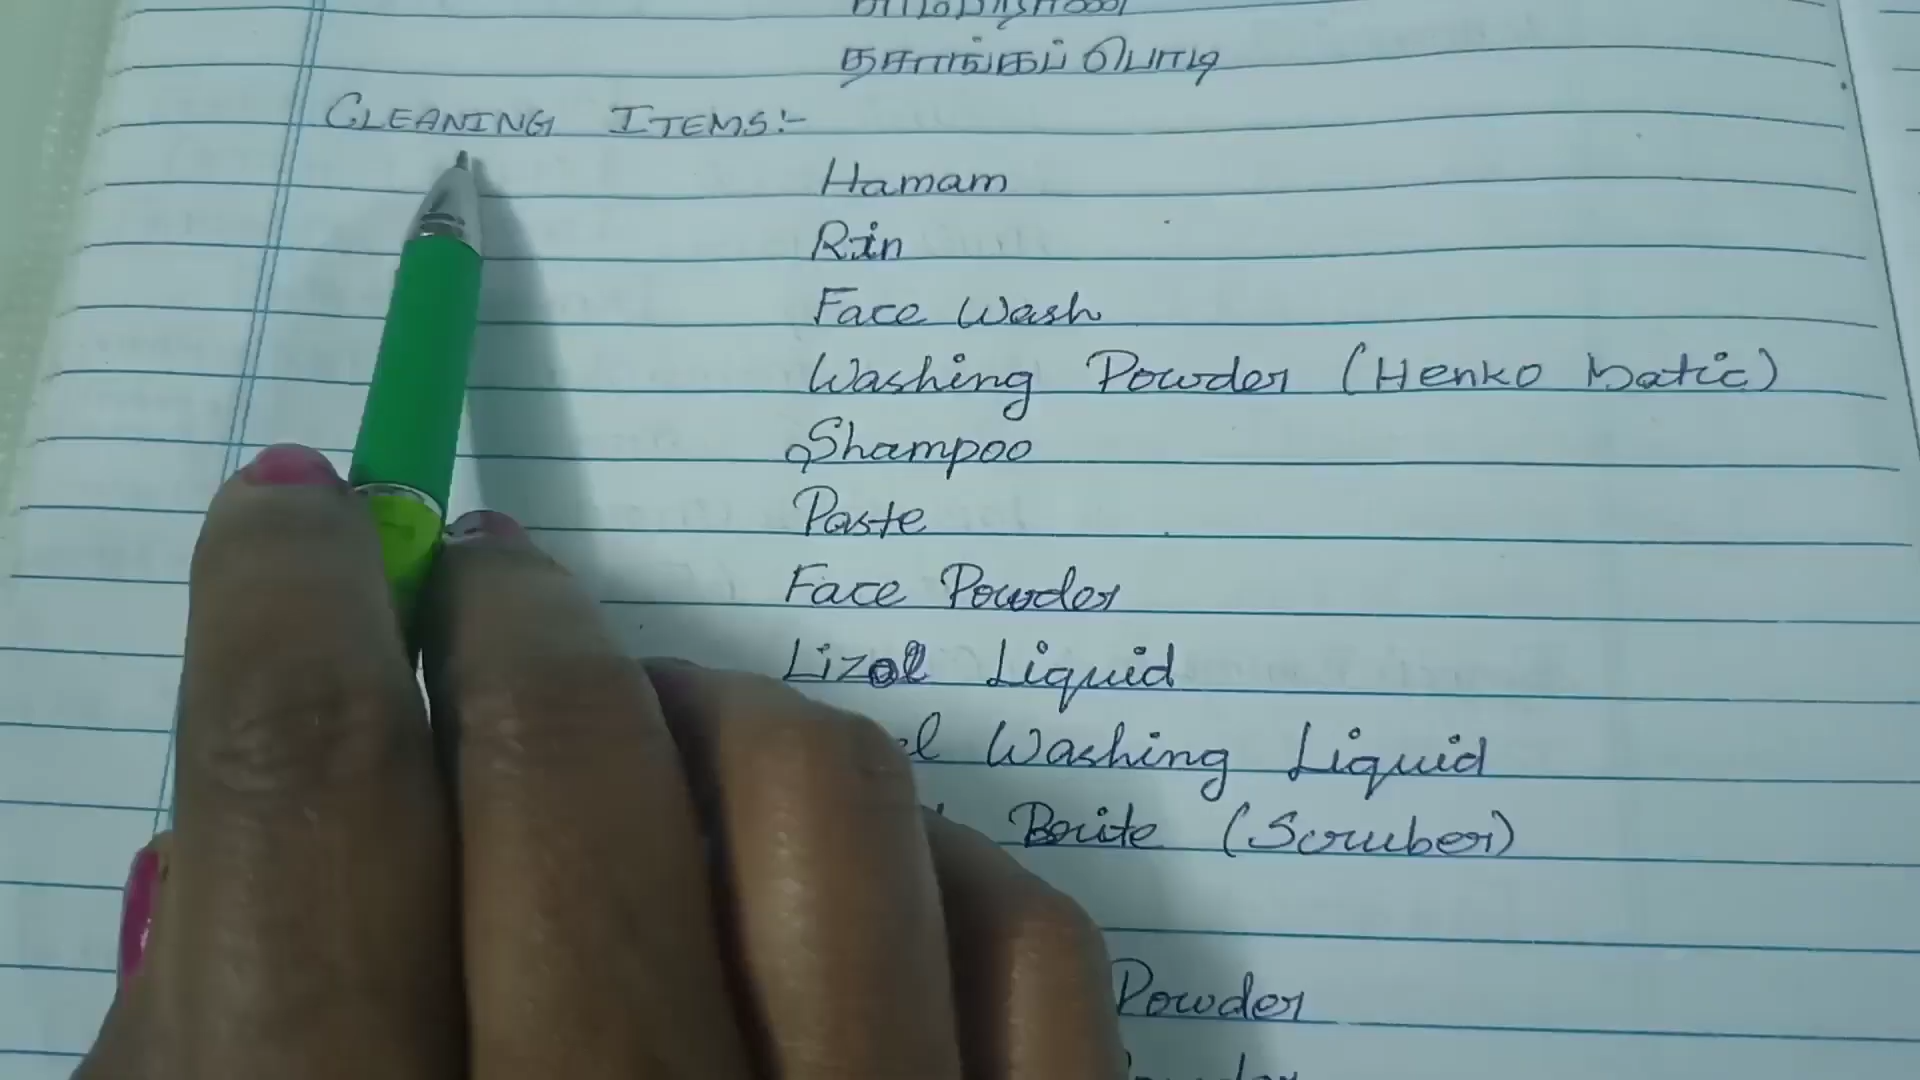 தசாங்கப் பொடி
CLEANING ITEMS:-
Hamam
Rin
Face Wash
Washing Powder (Henko Matic)
Shampoo
Paste
Face Powder
Lizol Liquid
Washing Liquid
Brite (Scruber)
Powder